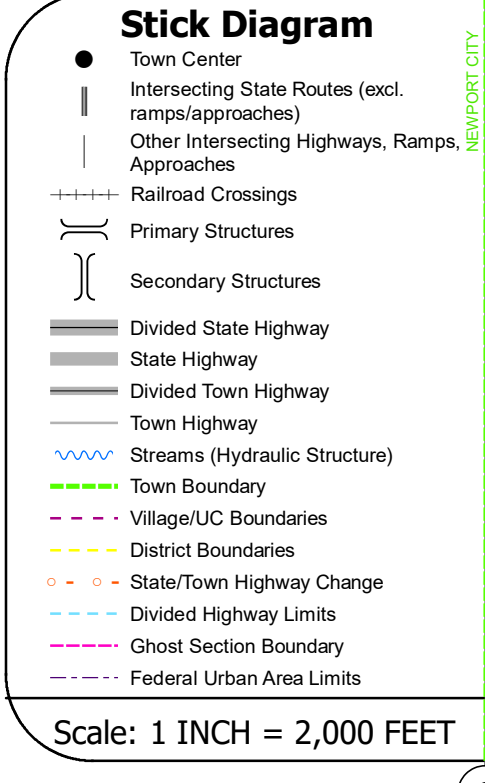 Stick Diagram
Town Center
Intersecting State Routes (excl.
ramps/approaches)
Other Intersecting Highways, Ramps,
Approaches
Railroad Crossings
Primary Structures
Secondary Structures
Divided State Highway
State Highway
Divided Town Highway
Town Highway
Streams (Hydraulic Structure)
Town Boundary
Village/UC Boundaries
District Boundaries
State/Town Highway Change
Divided Highway Limits
Ghost Section Boundary
Federal Urban Area Limits
Scale: 1 INCH = 2,000 FEET
NEWPORT CITY